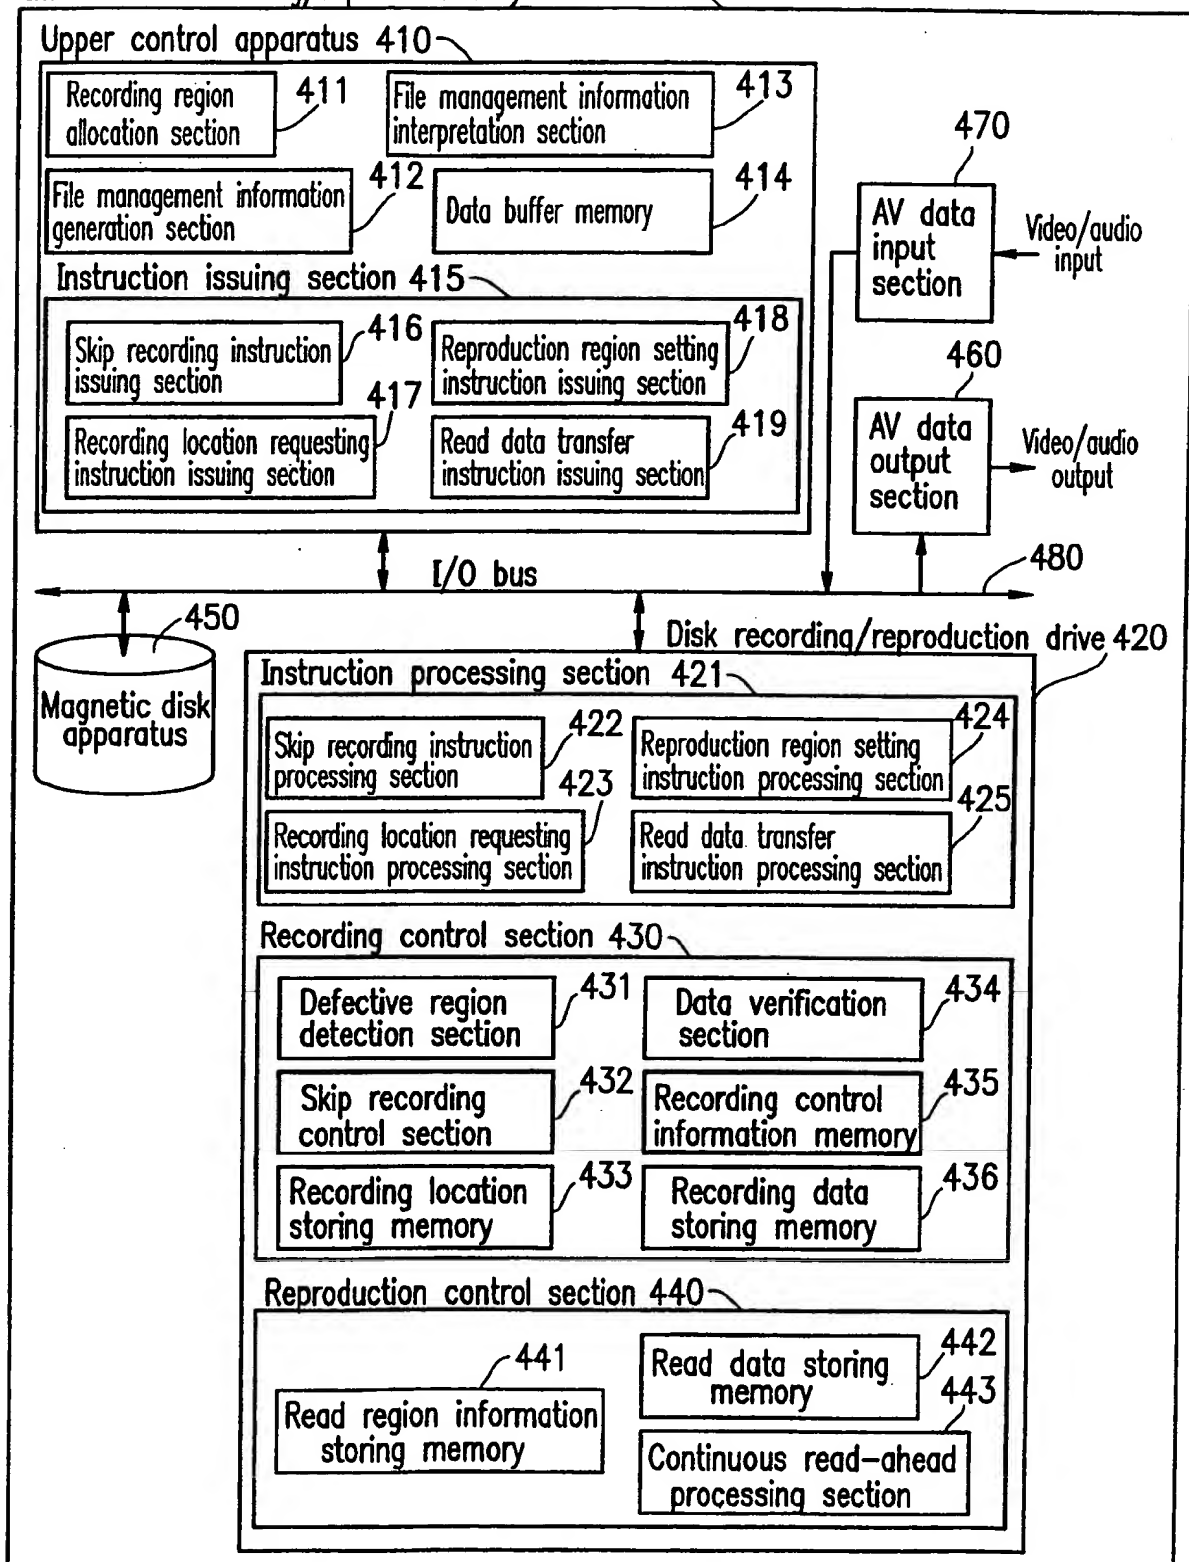 Upper control apparatus 410
Recording region
allocation section
411
File management information
interpretation section
413
File management information
generation section
412
Data buffer memory
414
Instruction issuing section 415
Skip recording instruction
issuing section
416
Reproduction region setting
instruction issuing section
418
Recording location requesting
instruction issuing section
417
Read data transfer
instruction issuing section
419
470
AV data
input
section
Video/audio
input
460
AV data
output
section
Video/audio
output
I/O bus
480
450
Magnetic disk
apparatus
Disk recording/reproduction drive 420
Instruction processing section 421
Skip recording instruction
processing section
422
Reproduction region setting
instruction processing section
424
Recording location requesting
instruction processing section
423
Read data transfer
instruction processing section
425
Recording control section 430
Defective region
detection section
431
Data verification
section
434
Skip recording
control section
432
Recording control
information memory
435
Recording location
storing memory
433
Recording data
storing memory
436
Reproduction control section 440
441
Read region information
storing memory
Read data storing
memory
442
443
Continuous read-ahead
processing section